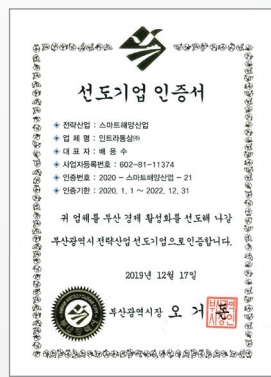 선도기업 인증서
◈ 전략산업 : 스마트해양산업
◈ 업 체 명 : 인트라통상㈜
◈ 대 표 자 : 배 봉 수
◈ 사업자등록번호 : 602-81-11374
◈ 인증번호 : 2020 - 스마트해양산업 - 21
◈ 인증기한 : 2020. 1. 1 ~ 2022. 12. 31
귀 업체를 부산 경제 활성화를 선도해 나갈
부산광역시 전략산업 선도기업으로 인증합니다.
2019년 12월 17일
부산광역시장 오 거 돈